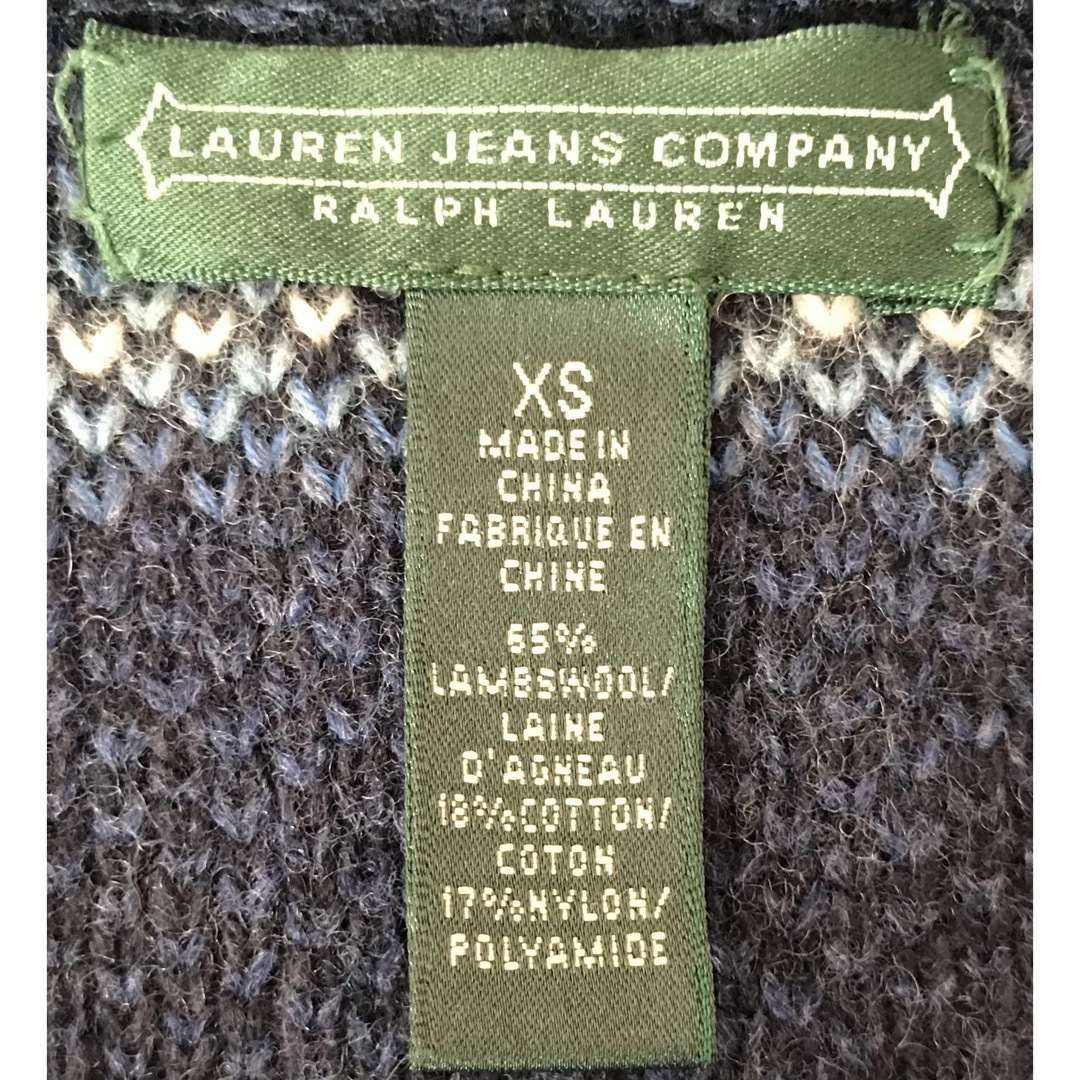 LAUREN JEANS COMPANY
RALPH LAUREN
XS
MADE IN
CHINA
FABRIQUE EN
CHINE
65%
LAMBSWOOL/
LAINE
D'AGNEAU
18%COTTON/
COTON
17%NYLON/
POLYAMIDE